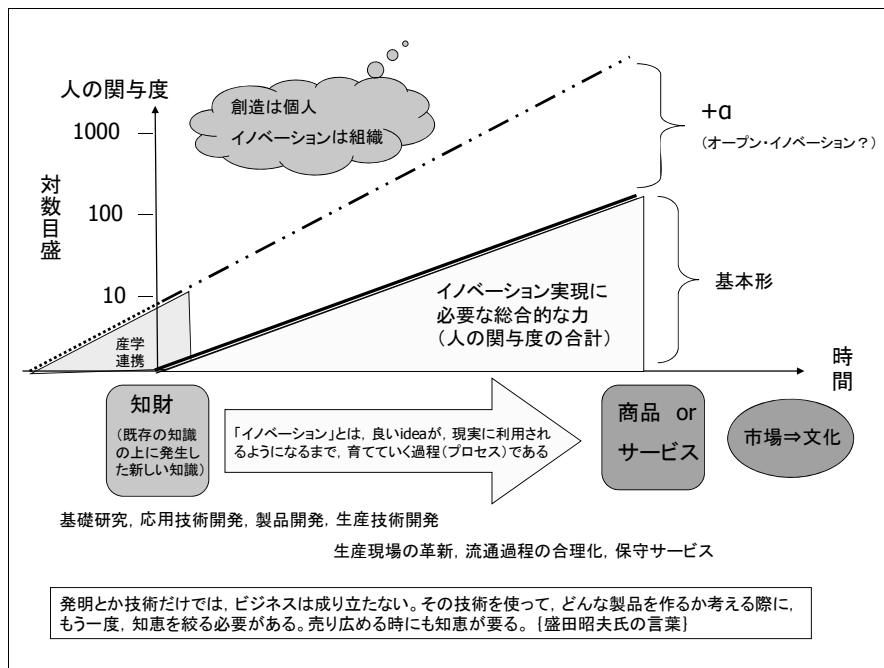 人の関与度
創造は個人
イノベーションは組織
1000
100
10
対数目盛
+α
(オープン・イノベーション？)
基本形
イノベーション実現に
必要な総合的な力
(人の関与度の合計)
産学
連携
時間
知財
(既存の知識
の上に発生し
た新しい知識)
「イノベーション」とは，良いideaが，現実に利用され
るようになるまで，育てていく過程(プロセス)である
商品 or
サービス
市場⇒文化
基礎研究，応用技術開発，製品開発，生産技術開発
生産現場の革新，流通過程の合理化，保守サービス
発明とか技術だけでは，ビジネスは成り立たない。その技術を使って，どんな製品を作るか考える際に，
もう一度，知恵を絞る必要がある。売り広める時にも知恵が要る。｛盛田昭夫氏の言葉｝